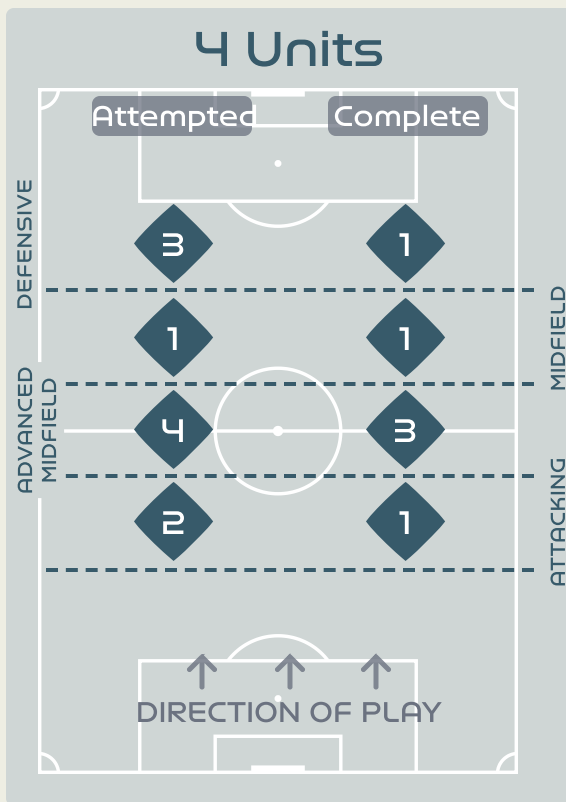 4 Units
Attempted Complete
DEFENSIVE
3 1
MIDFIELD
1 1
ADVANCED
MIDFIELD
4 3
ATTACKING
2 1
DIRECTION OF PLAY